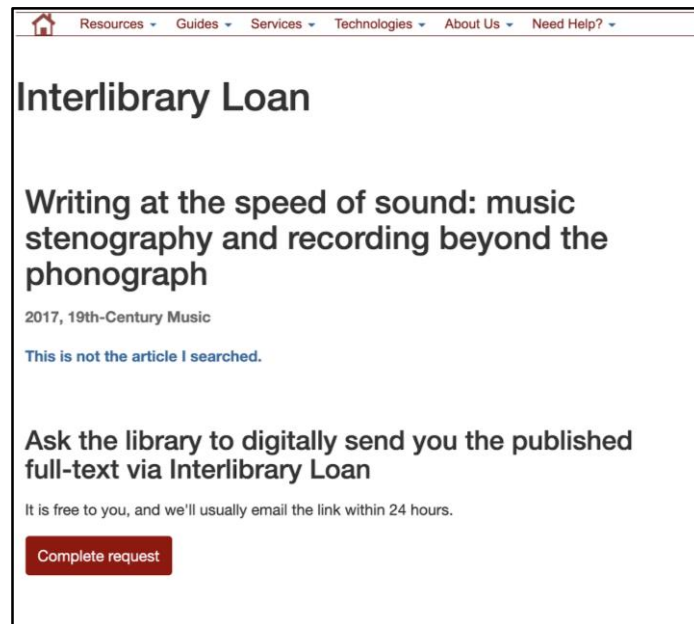 Resources Guides Services Technologies About Us Need Help?
Interlibrary Loan
Writing at the speed of sound: music
stenography and recording beyond the
phonograph
2017, 19th-Century Music
This is not the article I searched.
Ask the library to digitally send you the published
full-text via Interlibrary Loan
It is free to you, and we'll usually email the link within 24 hours.
Complete request